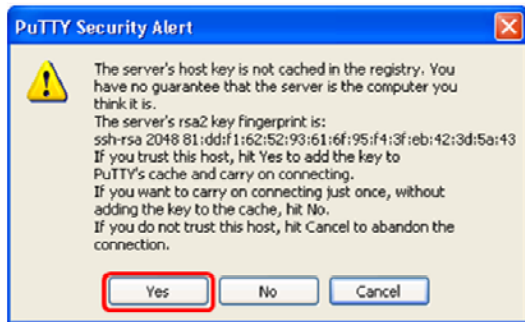 PuTTY Security Alert
The server's host key is not cached in the registry. You
have no guarantee that the server is the computer you
think it is.
The server's rsa2 key fingerprint is:
ssh-rsa 2048 81:dd:f1:62:52:93:61:6f:95:f4:3f:eb:42:3d:5a:43
If you trust this host, hit Yes to add the key to
PuTTY's cache and carry on connecting.
If you want to carry on connecting just once, without
adding the key to the cache, hit No.
If you do not trust this host, hit Cancel to abandon the
connection.
Yes No Cancel